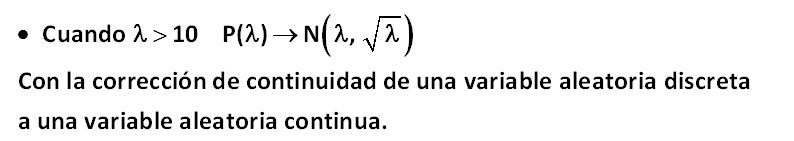 • Cuando λ > 10 P(λ) → N(λ, √λ)
Con la corrección de continuidad de una variable aleatoria discreta
a una variable aleatoria continua.